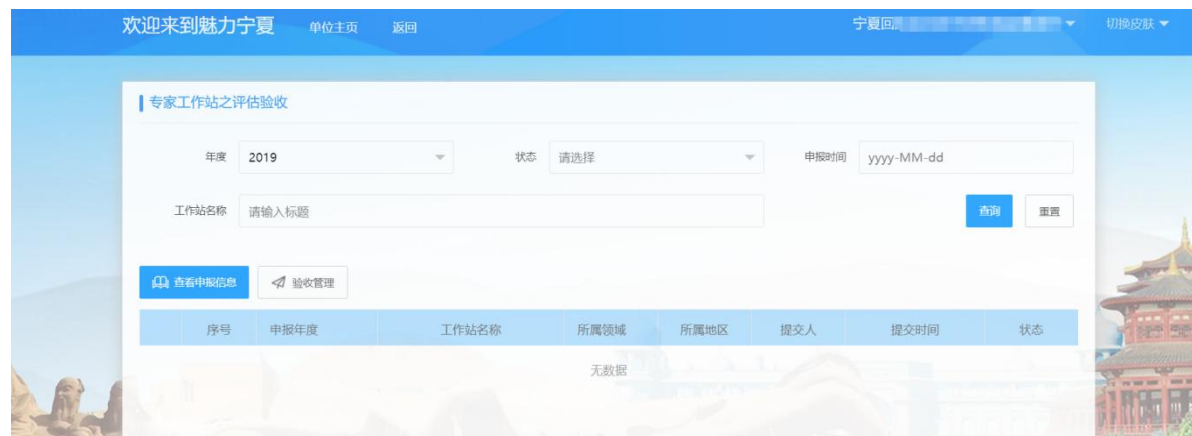 欢迎来到魅力宁夏 单位主页 返回 宁夏回 切换皮肤
专家工作站之评估验收
年度 2019 状态 请选择 申报时间 yyyy-MM-dd
工作站名称 请输入标题 查询 重置
查看申报信息 验收管理
序号 申报年度 工作站名称 所属领域 所属地区 提交人 提交时间 状态
无数据